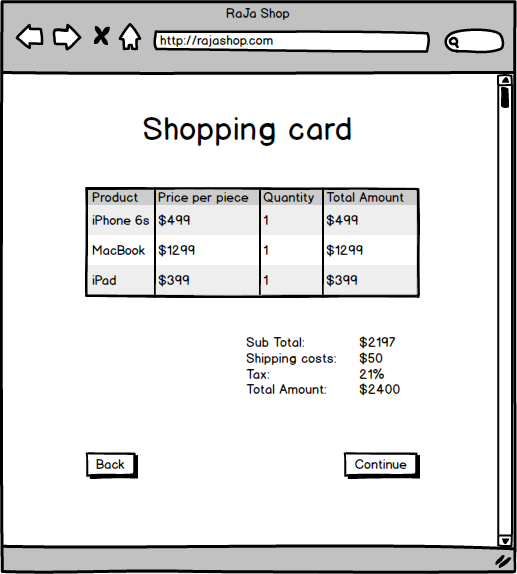 RaJa Shop
http://rajashop.com
Shopping card
Product Price per piece Quantity Total Amount
iPhone 6s $499 1 $499
MacBook $1299 1 $1299
iPad $399 1 $399
Sub Total: $2197
Shipping costs: $50
Tax: 21%
Total Amount: $2400
Back Continue